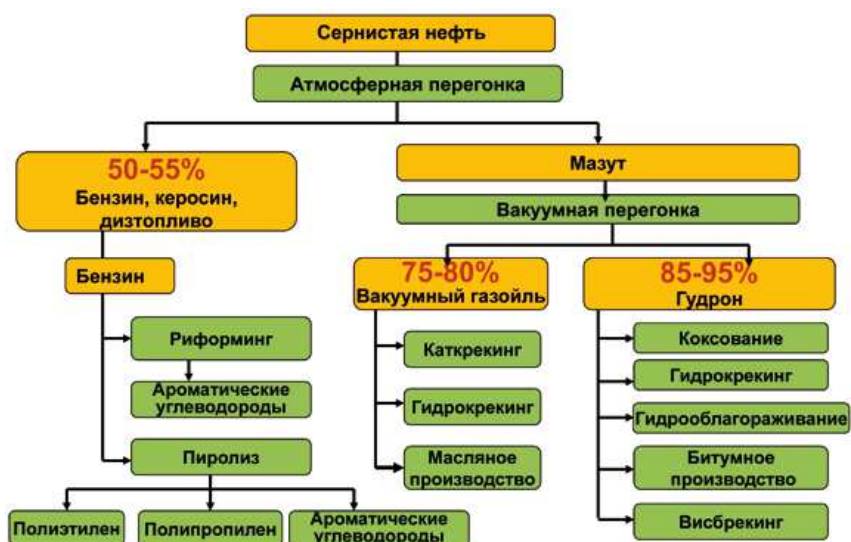 Сернистая нефть
Атмосферная перегонка
50-55%
Бензин, керосин,
дизтопливо
Мазут
Вакуумная перегонка
Бензин
75-80%
Вакуумный газойль
85-95%
Гудрон
Риформинг
Ароматические
углеводороды
Пиролиз
Полиэтилен
Полипропилен
Ароматические
углеводороды
Каткрекинг
Гидрокрекинг
Масляное
производство
Коксование
Гидрокрекинг
Гидрооблагораживание
Битумное
производство
Висбрекинг